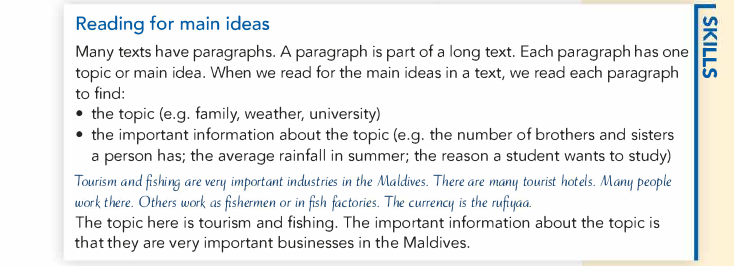 Reading for main ideas
SKILLS
Many texts have paragraphs. A paragraph is part of a long text. Each paragraph has one
topic or main idea. When we read for the main ideas in a text, we read each paragraph
to find:
• the topic (e.g. family, weather, university)
• the important information about the topic (e.g. the number of brothers and sisters
a person has; the average rainfall in summer; the reason a student wants to study)
Tourism and fishing are very important industries in the Maldives. There are many tourist hotels. Many people
work there. Others work as fishermen or in fish factories. The currency is the rufiyaa.
The topic here is tourism and fishing. The important information about the topic is
that they are very important businesses in the Maldives.